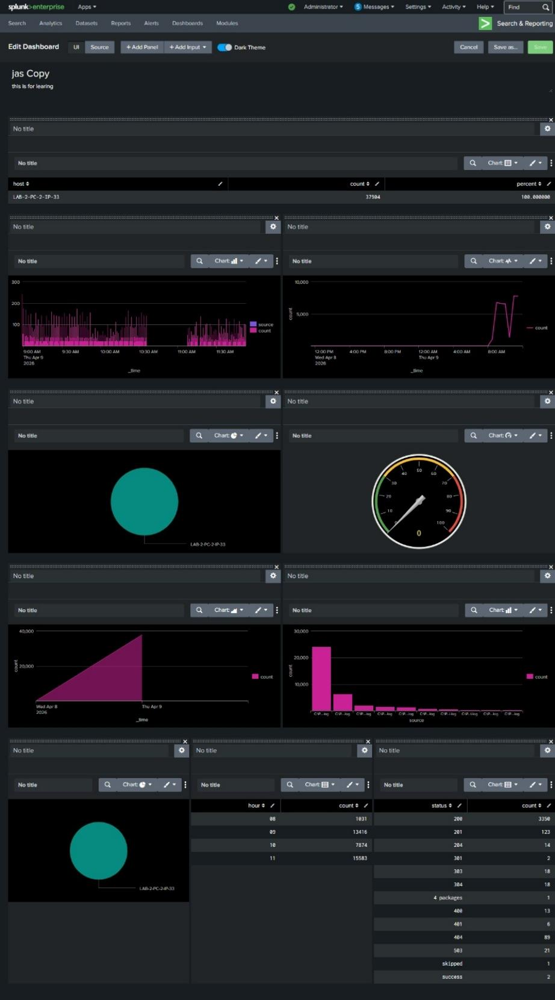 splunk>enterprise Apps Administrator 5 Messages Settings Activity Help Find
Search Analytics Datasets Reports Alerts Dashboards Modules Search & Reporting
Edit Dashboard UI Source + Add Panel + Add Input Dark Theme Cancel Save as... Save
jas Copy
this is for learing
No title
No title Chart:
host count percent
LAB-2-PC-2-IP-33 37904 100.000000
No title No title
No title Chart: No title Chart:
300
200
100
source
count
9:00 AM 9:30 AM 10:00 AM 10:30 AM 11:00 AM 11:30 AM
Thu Apr 9
2026
_time
10,000
5,000
count
count
12:00 PM 4:00 PM 8:00 PM 12:00 AM 4:00 AM 8:00 AM
Wed Apr 8 Thu Apr 9
2026
_time
No title No title
No title Chart: No title Chart:
LAB-2-PC-2-IP-33
0 10 20 30 40 50 60 70 80 90 100
0
No title No title
No title Chart: No title Chart:
40,000
20,000
count
count
Wed Apr 8 Thu Apr 9
2026
_time
30,000
20,000
10,000
count
count
C:\P...log C:\P...log C:\P...log C:\P...log C:\P...log C:\P...log C:\P...log C:\P...log C:\P...log
source
No title No title No title
No title Chart: No title Chart: No title Chart:
LAB-2-PC-2-IP-33
hour count
08 1031
09 13416
10 7874
11 15583
status count
200 3350
201 123
204 14
301 2
303 18
304 18
4 packages 1
400 13
401 6
404 89
503 21
skipped 1
success 2